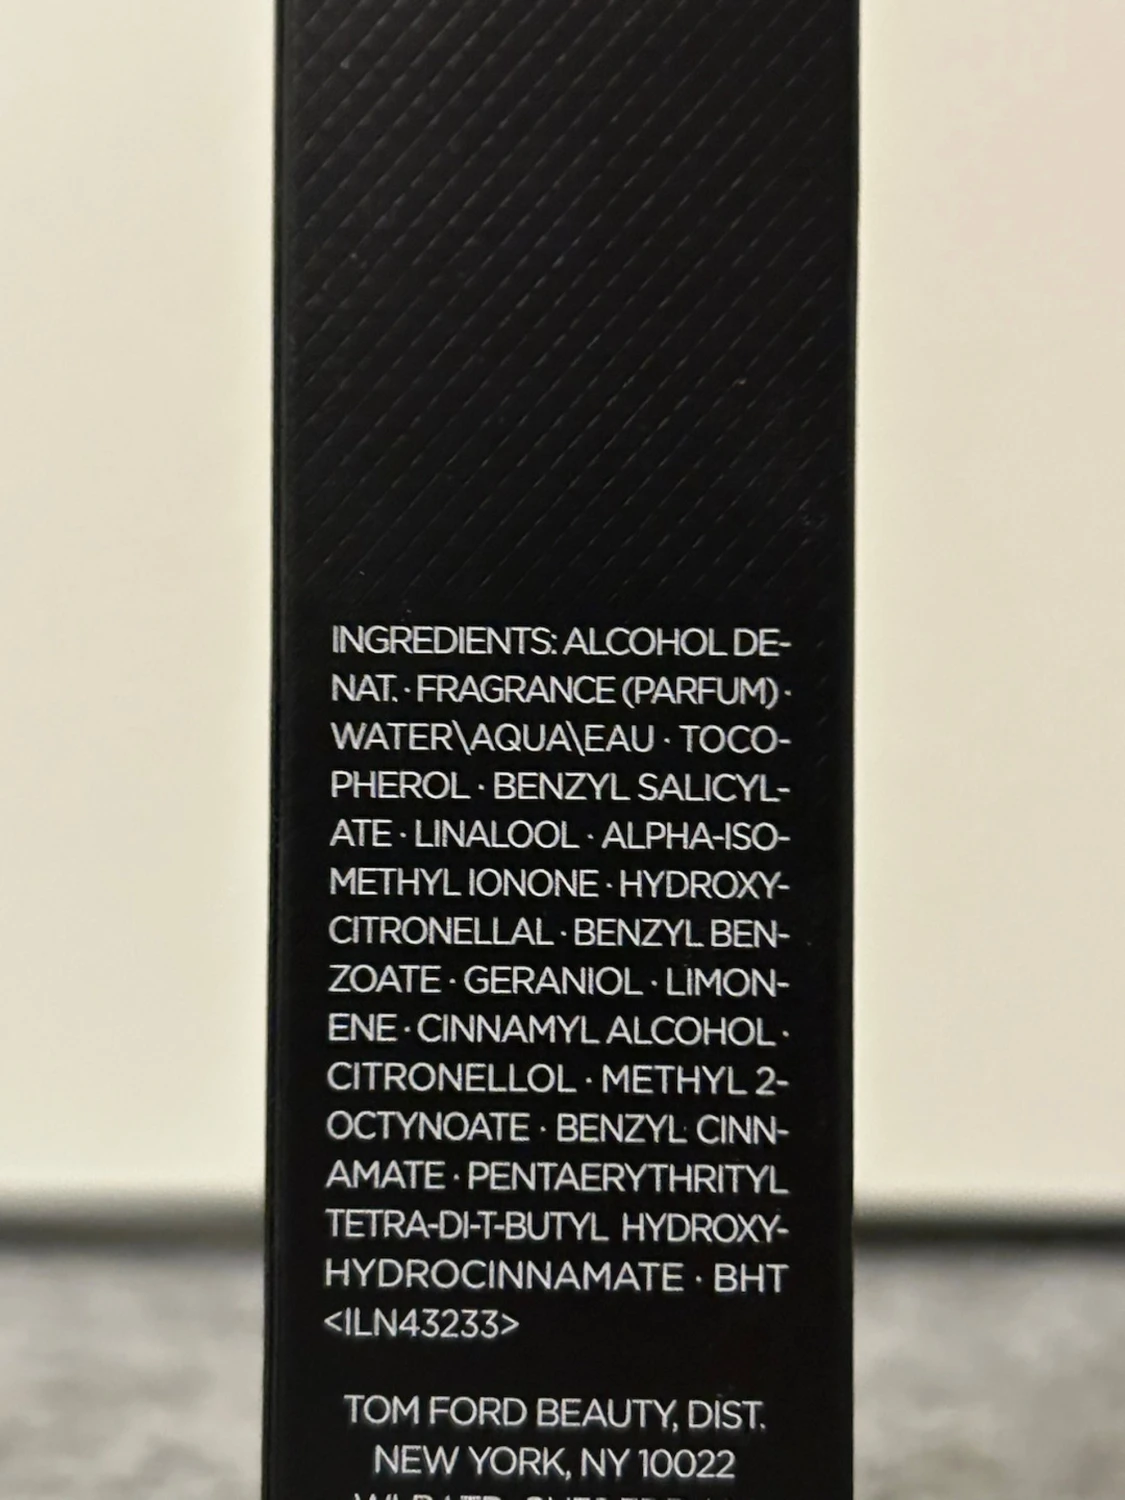 INGREDIENTS: ALCOHOL DE-
NAT. · FRAGRANCE (PARFUM) ·
WATER\AQUA\EAU · TOCO-
PHEROL · BENZYL SALICYL-
ATE · LINALOOL · ALPHA-ISO-
METHYL IONONE · HYDROXY-
CITRONELLAL · BENZYL BEN-
ZOATE · GERANIOL · LIMON-
ENE · CINNAMYL ALCOHOL ·
CITRONELLOL · METHYL 2-
OCTYNOATE · BENZYL CINN-
AMATE · PENTAERYTHRITYL
TETRA-DI-T-BUTYL HYDROXY-
HYDROCINNAMATE · BHT
<ILN43233>
TOM FORD BEAUTY, DIST.
NEW YORK, NY 10022